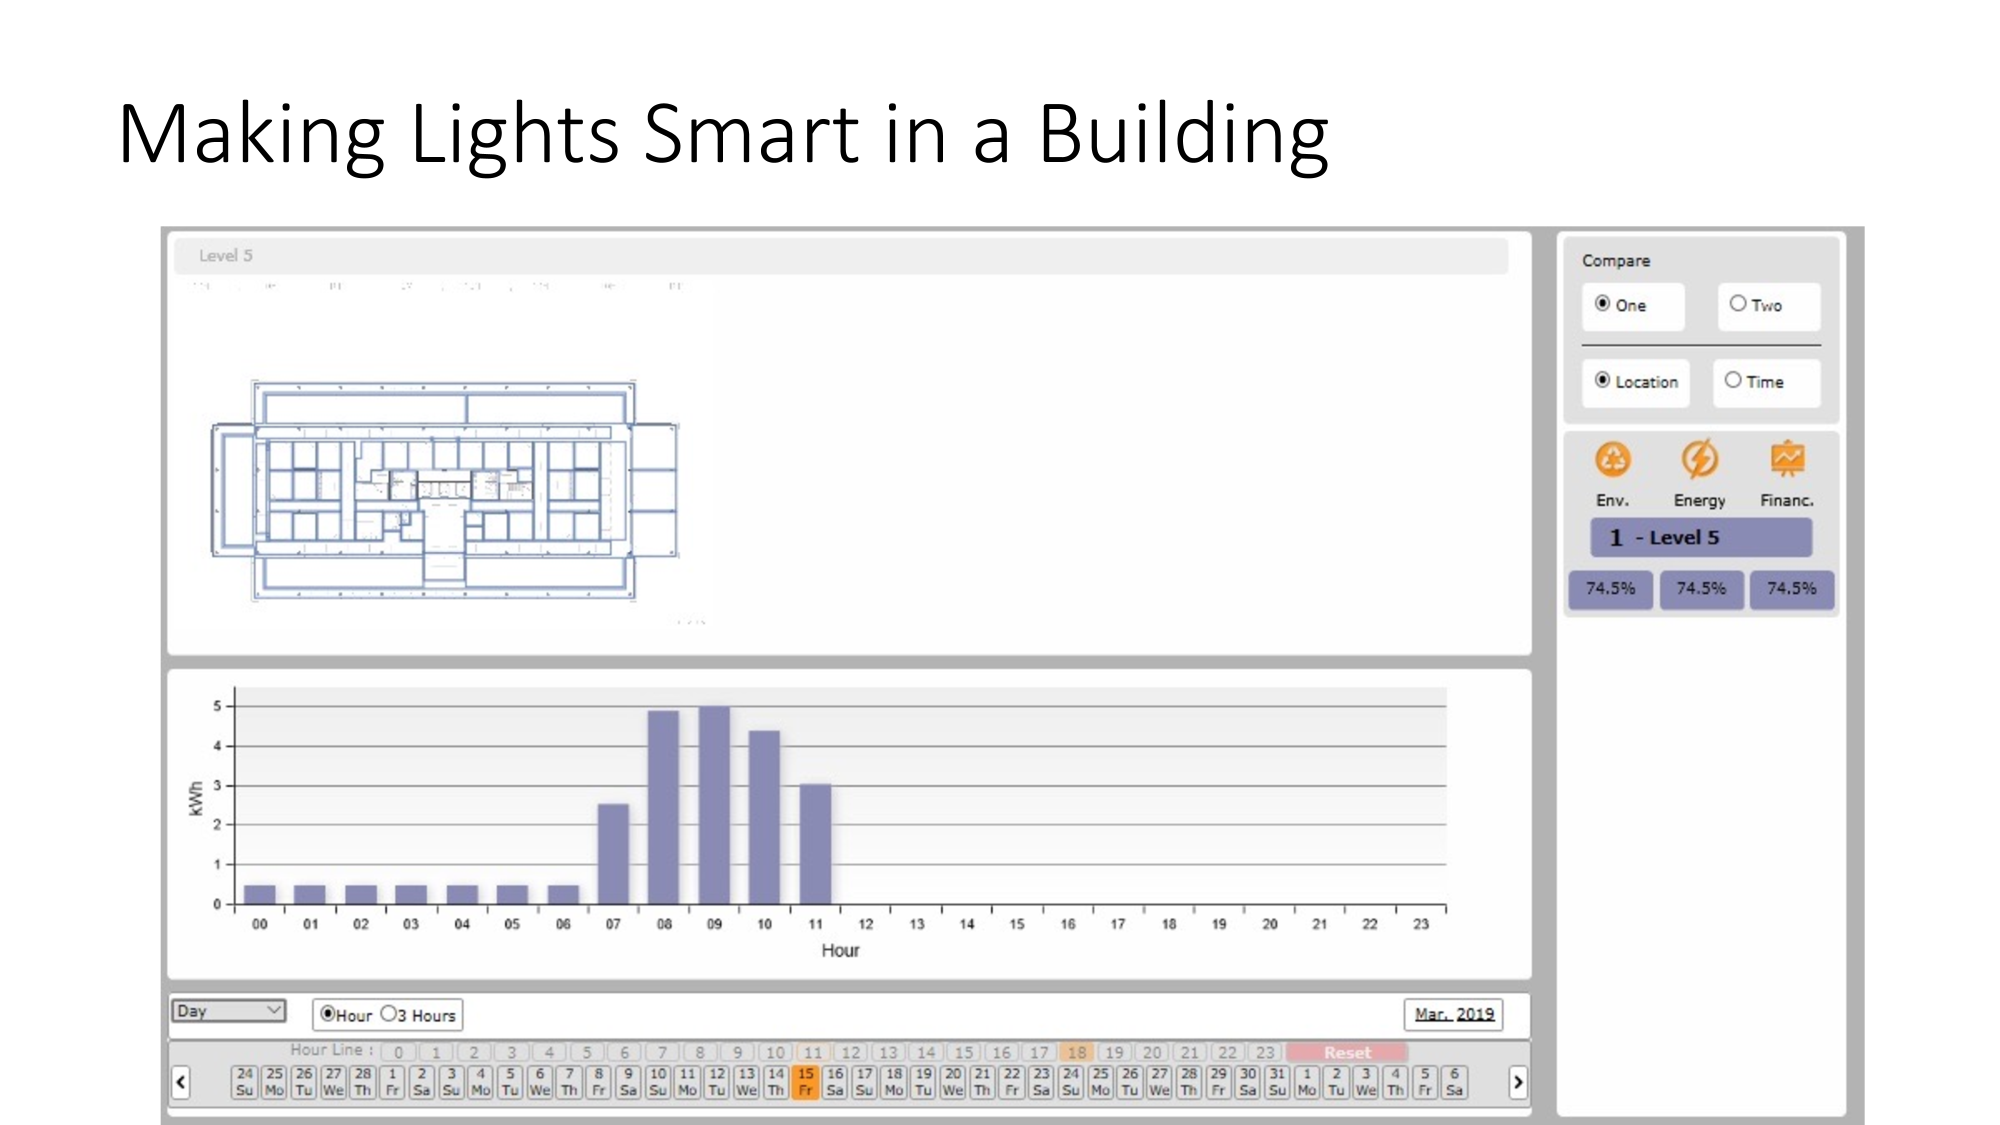 Making Lights Smart in a Building
Level 5
Compare
One
Two
Location
Time
Env. Energy Financ.
1 - Level 5
74.5% 74.5% 74.5%
5
4
3
2
1
0
kWh
00 01 02 03 04 05 06 07 08 09 10 11 12 13 14 15 16 17 18 19 20 21 22 23
Hour
Day
Hour 3 Hours
Mar. 2019
Hour Line : 0 1 2 3 4 5 6 7 8 9 10 11 12 13 14 15 16 17 18 19 20 21 22 23 Reset
< 24 25 26 27 28 1 2 3 4 5 6 7 8 9 10 11 12 13 14 15 16 17 18 19 20 21 22 23 24 25 26 27 28 29 30 31 1 2 3 4 5 6 >
Su Mo Tu We Th Fr Sa Su Mo Tu We Th Fr Sa Su Mo Tu We Th Fr Sa Su Mo Tu We Th Fr Sa Su Mo Tu We Th Fr Sa Su Mo Tu We Th Fr Sa